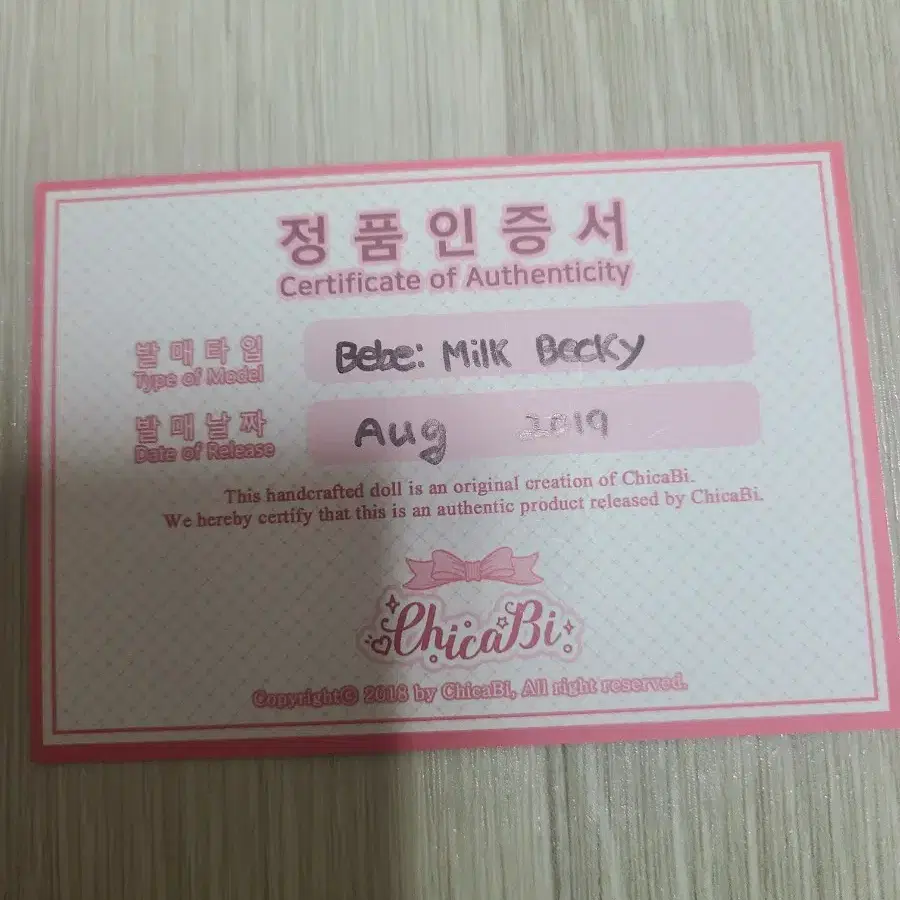 정품인증서
Certificate of Authenticity
발매타입 Bebe: Milk Becky
Type of Model
발매날짜 Aug 2019
Date of Release
This handcrafted doll is an original creation of ChicaBi.
We hereby certify that this is an authentic product released by ChicaBi.
ChicaBi
Copyright© 2018 by ChicaBi, All right reserved.